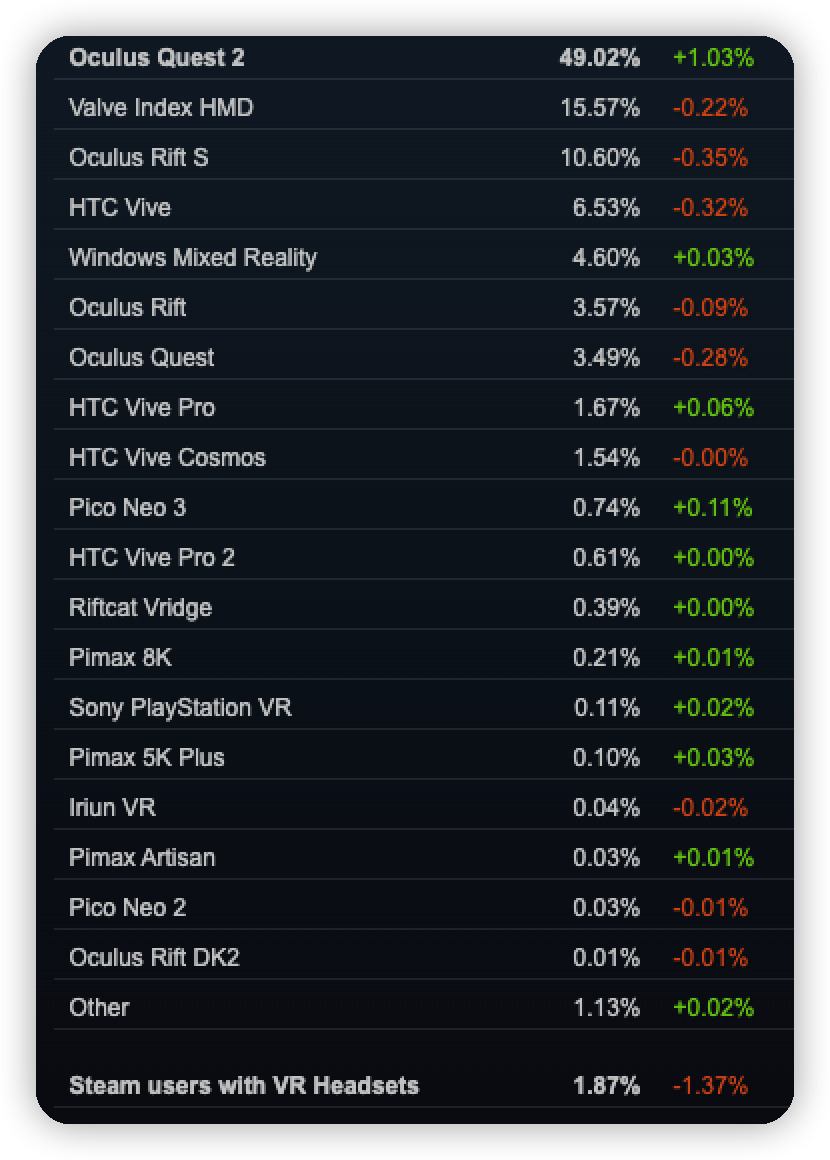 Oculus Quest 2 49.02% +1.03%
Valve Index HMD 15.57% -0.22%
Oculus Rift S 10.60% -0.35%
HTC Vive 6.53% -0.32%
Windows Mixed Reality 4.60% +0.03%
Oculus Rift 3.57% -0.09%
Oculus Quest 3.49% -0.28%
HTC Vive Pro 1.67% +0.06%
HTC Vive Cosmos 1.54% -0.00%
Pico Neo 3 0.74% +0.11%
HTC Vive Pro 2 0.61% +0.00%
Riftcat Vridge 0.39% +0.00%
Pimax 8K 0.21% +0.01%
Sony PlayStation VR 0.11% +0.02%
Pimax 5K Plus 0.10% +0.03%
Iriun VR 0.04% -0.02%
Pimax Artisan 0.03% +0.01%
Pico Neo 2 0.03% -0.01%
Oculus Rift DK2 0.01% -0.01%
Other 1.13% +0.02%
Steam users with VR Headsets 1.87% -1.37%